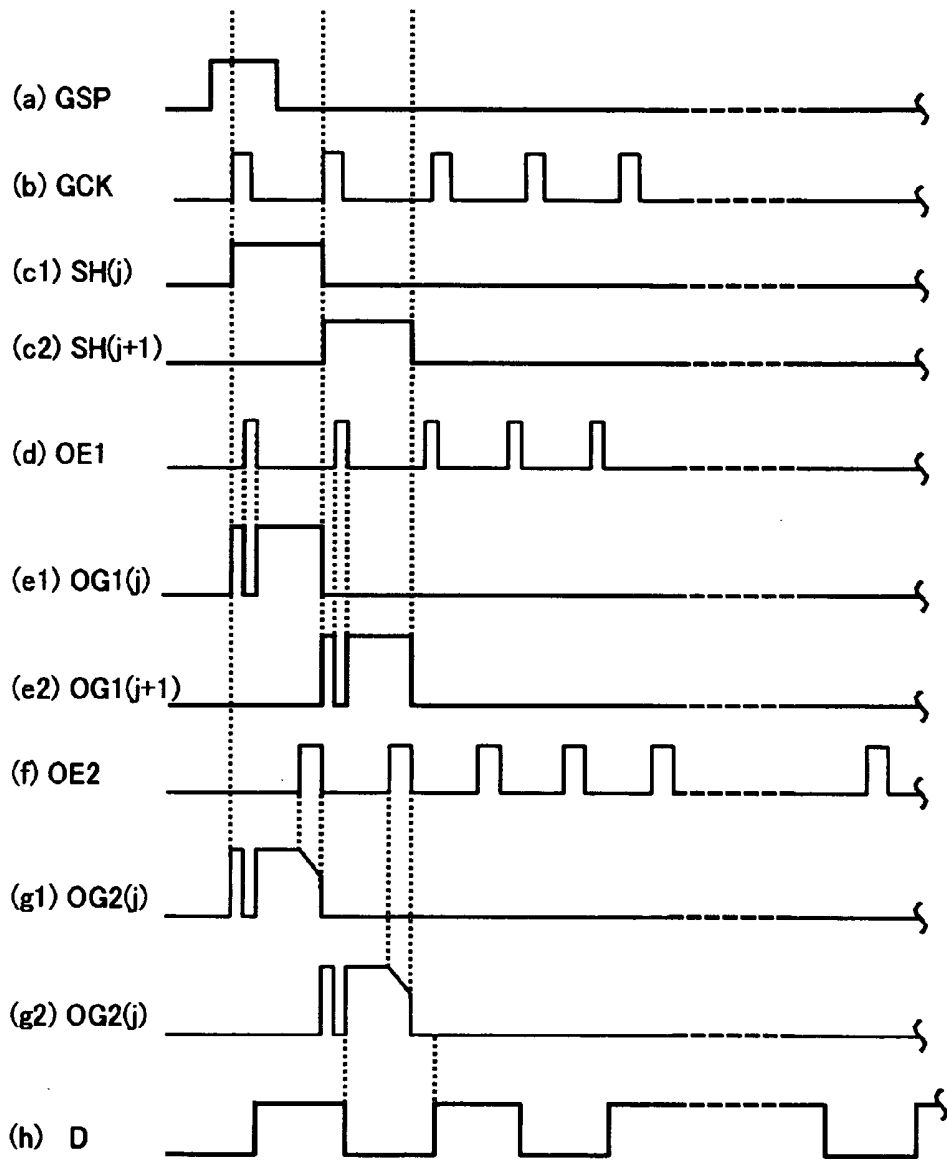 (a) GSP
(b) GCK
(c1) SH(j)
(c2) SH(j+1)
(d) OE1
(e1) OG1(j)
(e2) OG1(j+1)
(f) OE2
(g1) OG2(j)
(g2) OG2(j)
(h) D